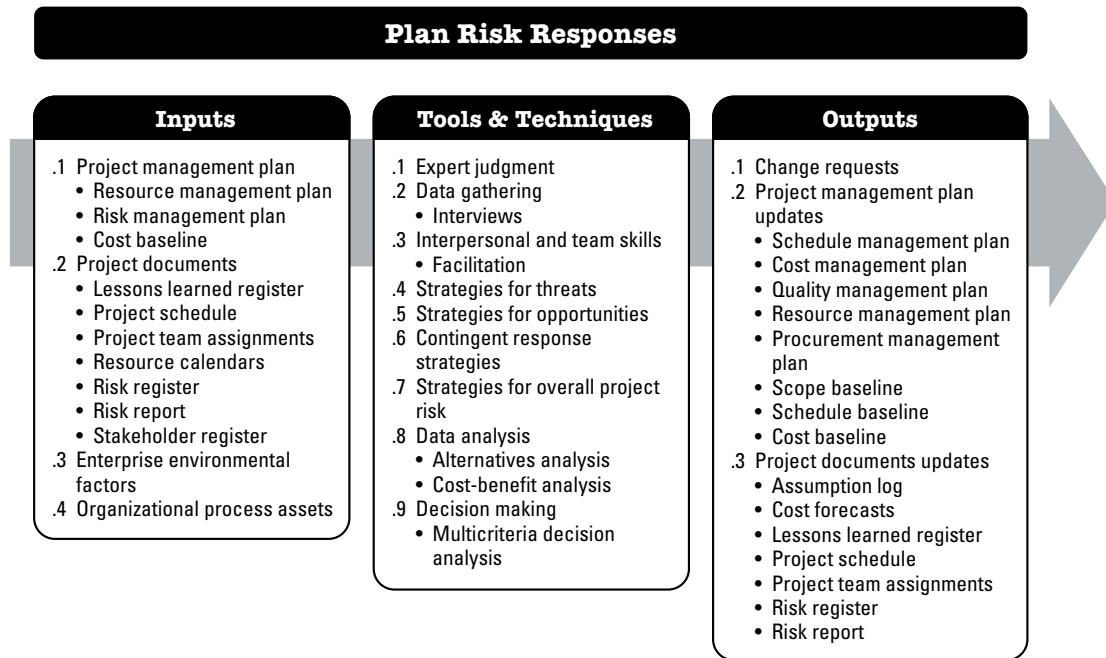 Plan Risk Responses
Inputs
.1 Project management plan
• Resource management plan
• Risk management plan
• Cost baseline
.2 Project documents
• Lessons learned register
• Project schedule
• Project team assignments
• Resource calendars
• Risk register
• Risk report
• Stakeholder register
.3 Enterprise environmental
factors
.4 Organizational process assets
Tools & Techniques
.1 Expert judgment
.2 Data gathering
• Interviews
.3 Interpersonal and team skills
• Facilitation
.4 Strategies for threats
.5 Strategies for opportunities
.6 Contingent response
strategies
.7 Strategies for overall project
risk
.8 Data analysis
• Alternatives analysis
• Cost-benefit analysis
.9 Decision making
• Multicriteria decision
analysis
Outputs
.1 Change requests
.2 Project management plan
updates
• Schedule management plan
• Cost management plan
• Quality management plan
• Resource management plan
• Procurement management
plan
• Scope baseline
• Schedule baseline
• Cost baseline
.3 Project documents updates
• Assumption log
• Cost forecasts
• Lessons learned register
• Project schedule
• Project team assignments
• Risk register
• Risk report